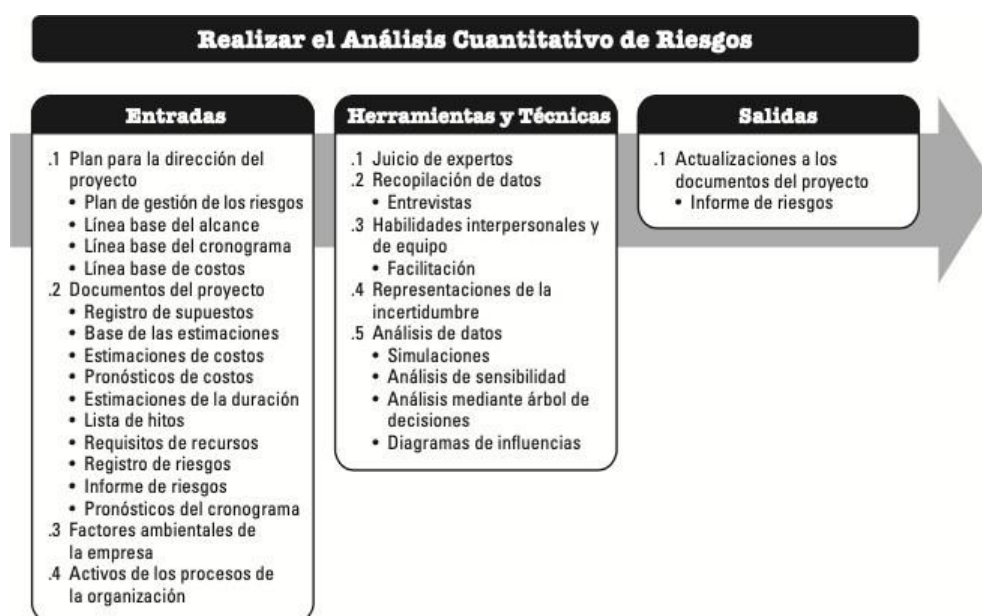 Realizar el Análisis Cuantitativo de Riesgos
Entradas
.1 Plan para la dirección del
proyecto
• Plan de gestión de los riesgos
• Línea base del alcance
• Línea base del cronograma
• Línea base de costos
.2 Documentos del proyecto
• Registro de supuestos
• Base de las estimaciones
• Estimaciones de costos
• Pronósticos de costos
• Estimaciones de la duración
• Lista de hitos
• Requisitos de recursos
• Registro de riesgos
• Informe de riesgos
• Pronósticos del cronograma
.3 Factores ambientales de
la empresa
.4 Activos de los procesos de
la organización
Herramientas y Técnicas
.1 Juicio de expertos
.2 Recopilación de datos
• Entrevistas
.3 Habilidades interpersonales y
de equipo
• Facilitación
.4 Representaciones de la
incertidumbre
.5 Análisis de datos
• Simulaciones
• Análisis de sensibilidad
• Análisis mediante árbol de
decisiones
• Diagramas de influencias
Salidas
.1 Actualizaciones a los
documentos del proyecto
• Informe de riesgos